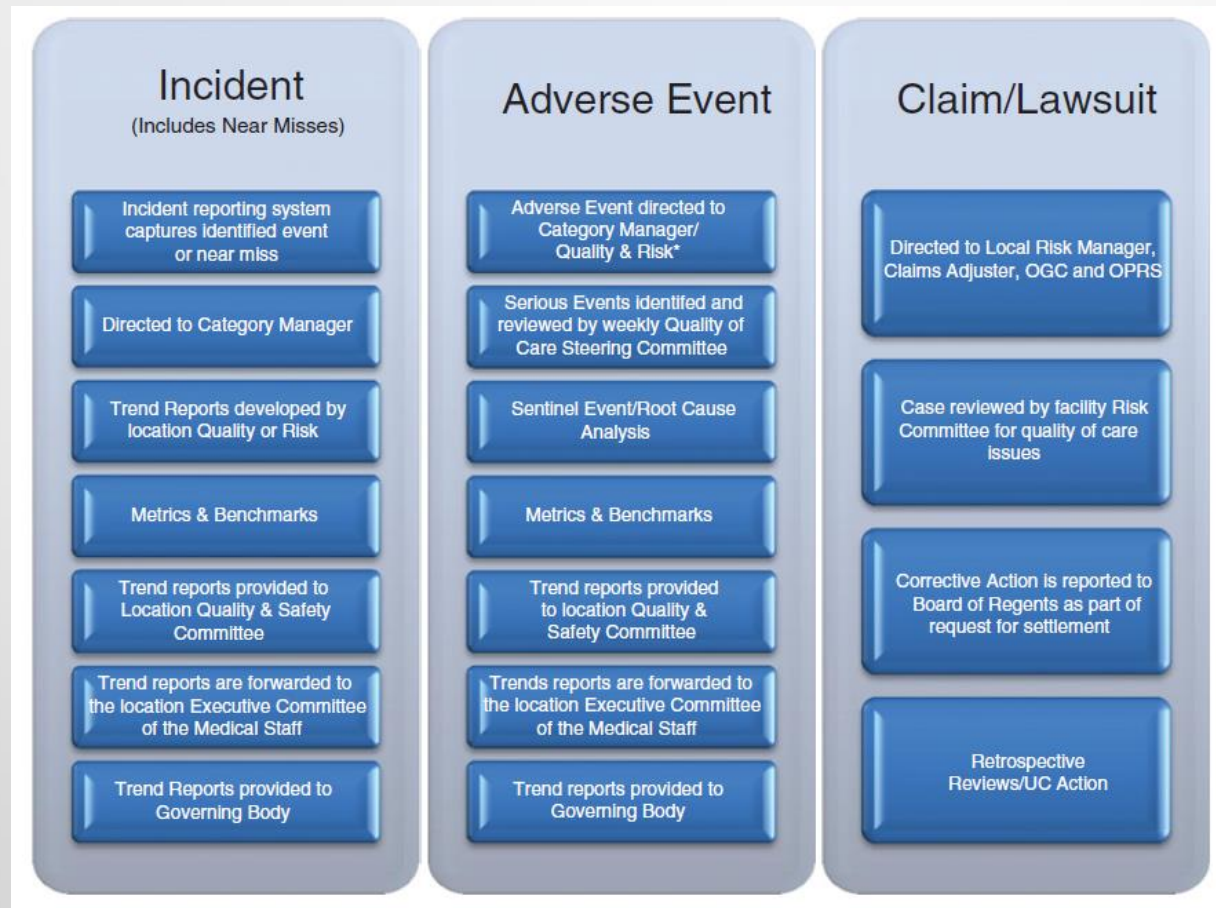 Incident
(Includes Near Misses)
Incident reporting system
captures identified event
or near miss
Directed to Category Manager
Trend Reports developed by
location Quality or Risk
Metrics & Benchmarks
Trend reports provided to
Location Quality & Safety
Committee
Trend reports are forwarded to
the location Executive Committee
of the Medical Staff
Trend Reports provided to
Governing Body
Adverse Event
Adverse Event directed to
Category Manager/
Quality & Risk*
Serious Events identifed and
reviewed by weekly Quality of
Care Steering Committee
Sentinel Event/Root Cause
Analysis
Metrics & Benchmarks
Trend reports provided
to location Quality &
Safety Committee
Trends reports are forwarded to
the location Executive Committee
of the Medical Staff
Trend reports provided to
Governing Body
Claim/Lawsuit
Directed to Local Risk Manager,
Claims Adjuster, OGC and OPRS
Case reviewed by facility Risk
Committee for quality of care
issues
Corrective Action is reported to
Board of Regents as part of
request for settlement
Retrospective
Reviews/UC Action